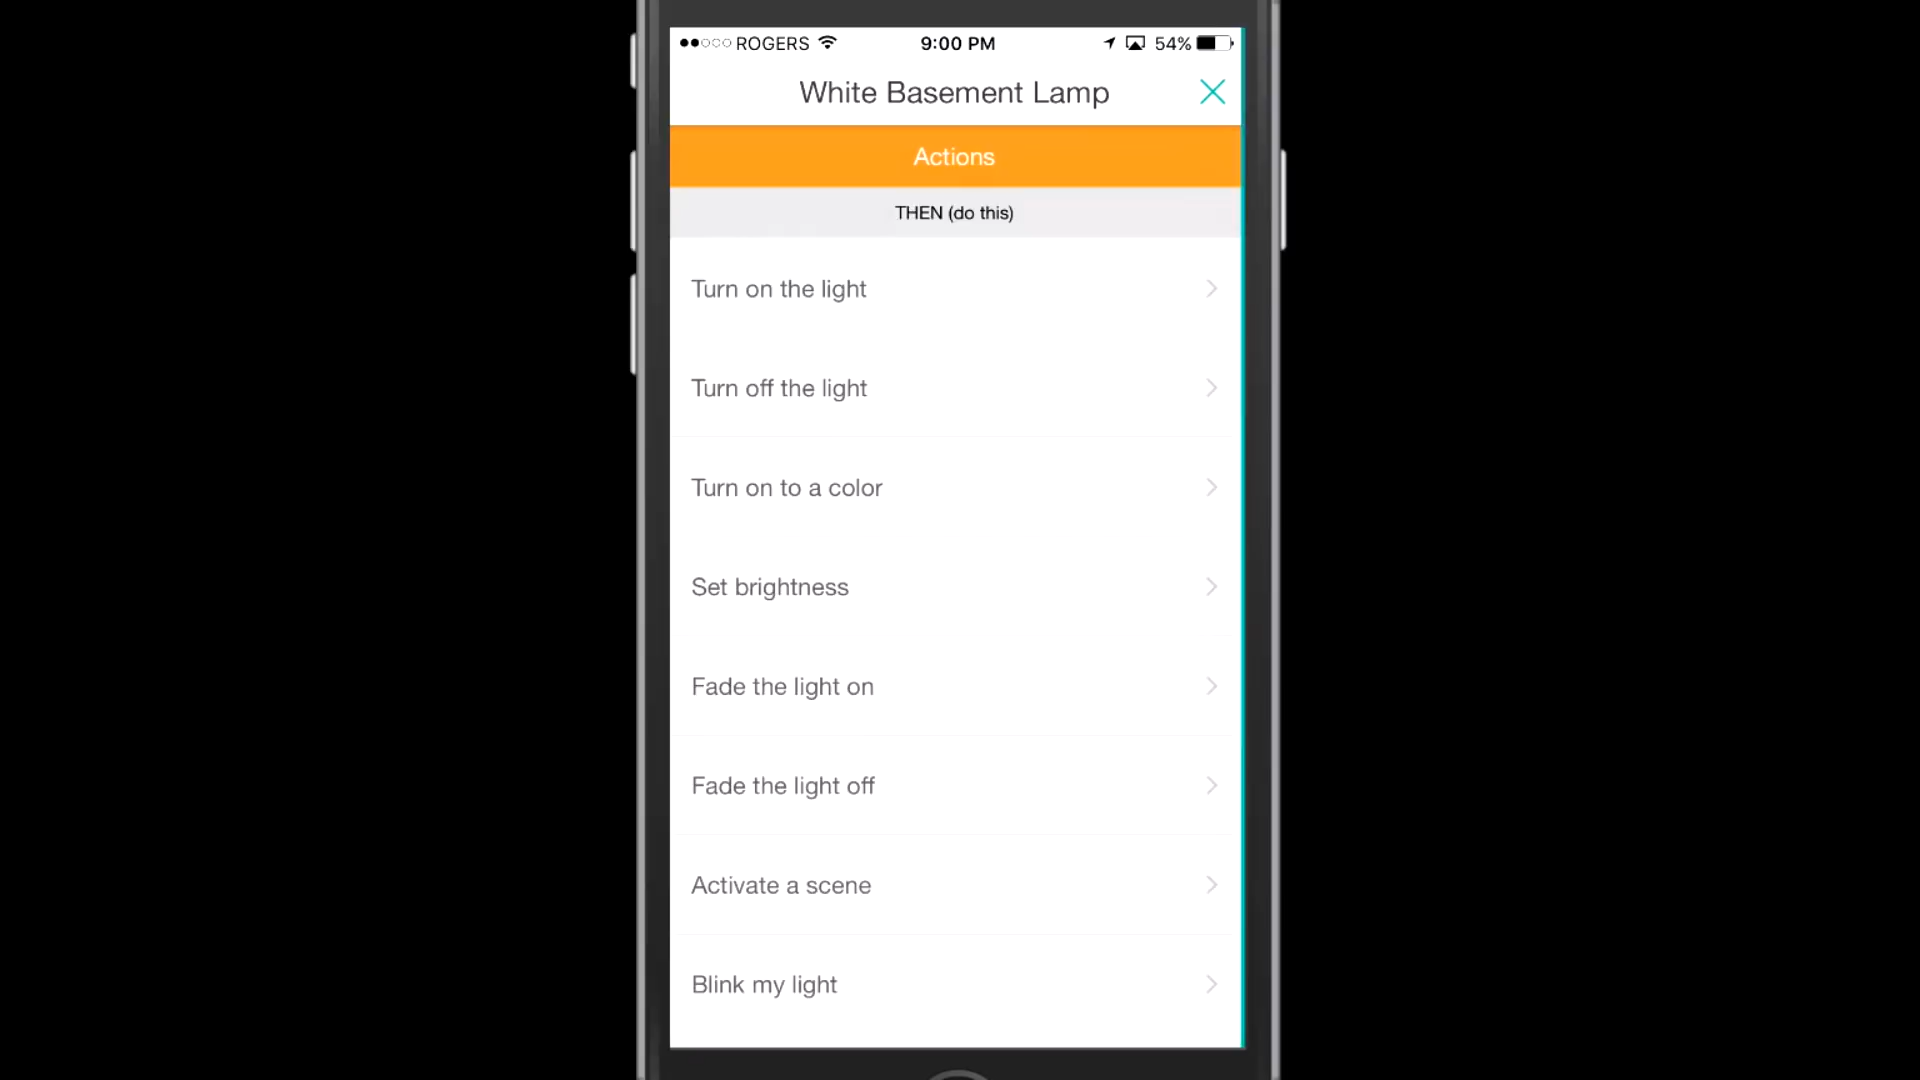 ROGERS 9:00 PM 54%
White Basement Lamp
Actions
THEN (do this)
Turn on the light
Turn off the light
Turn on to a color
Set brightness
Fade the light on
Fade the light off
Activate a scene
Blink my light